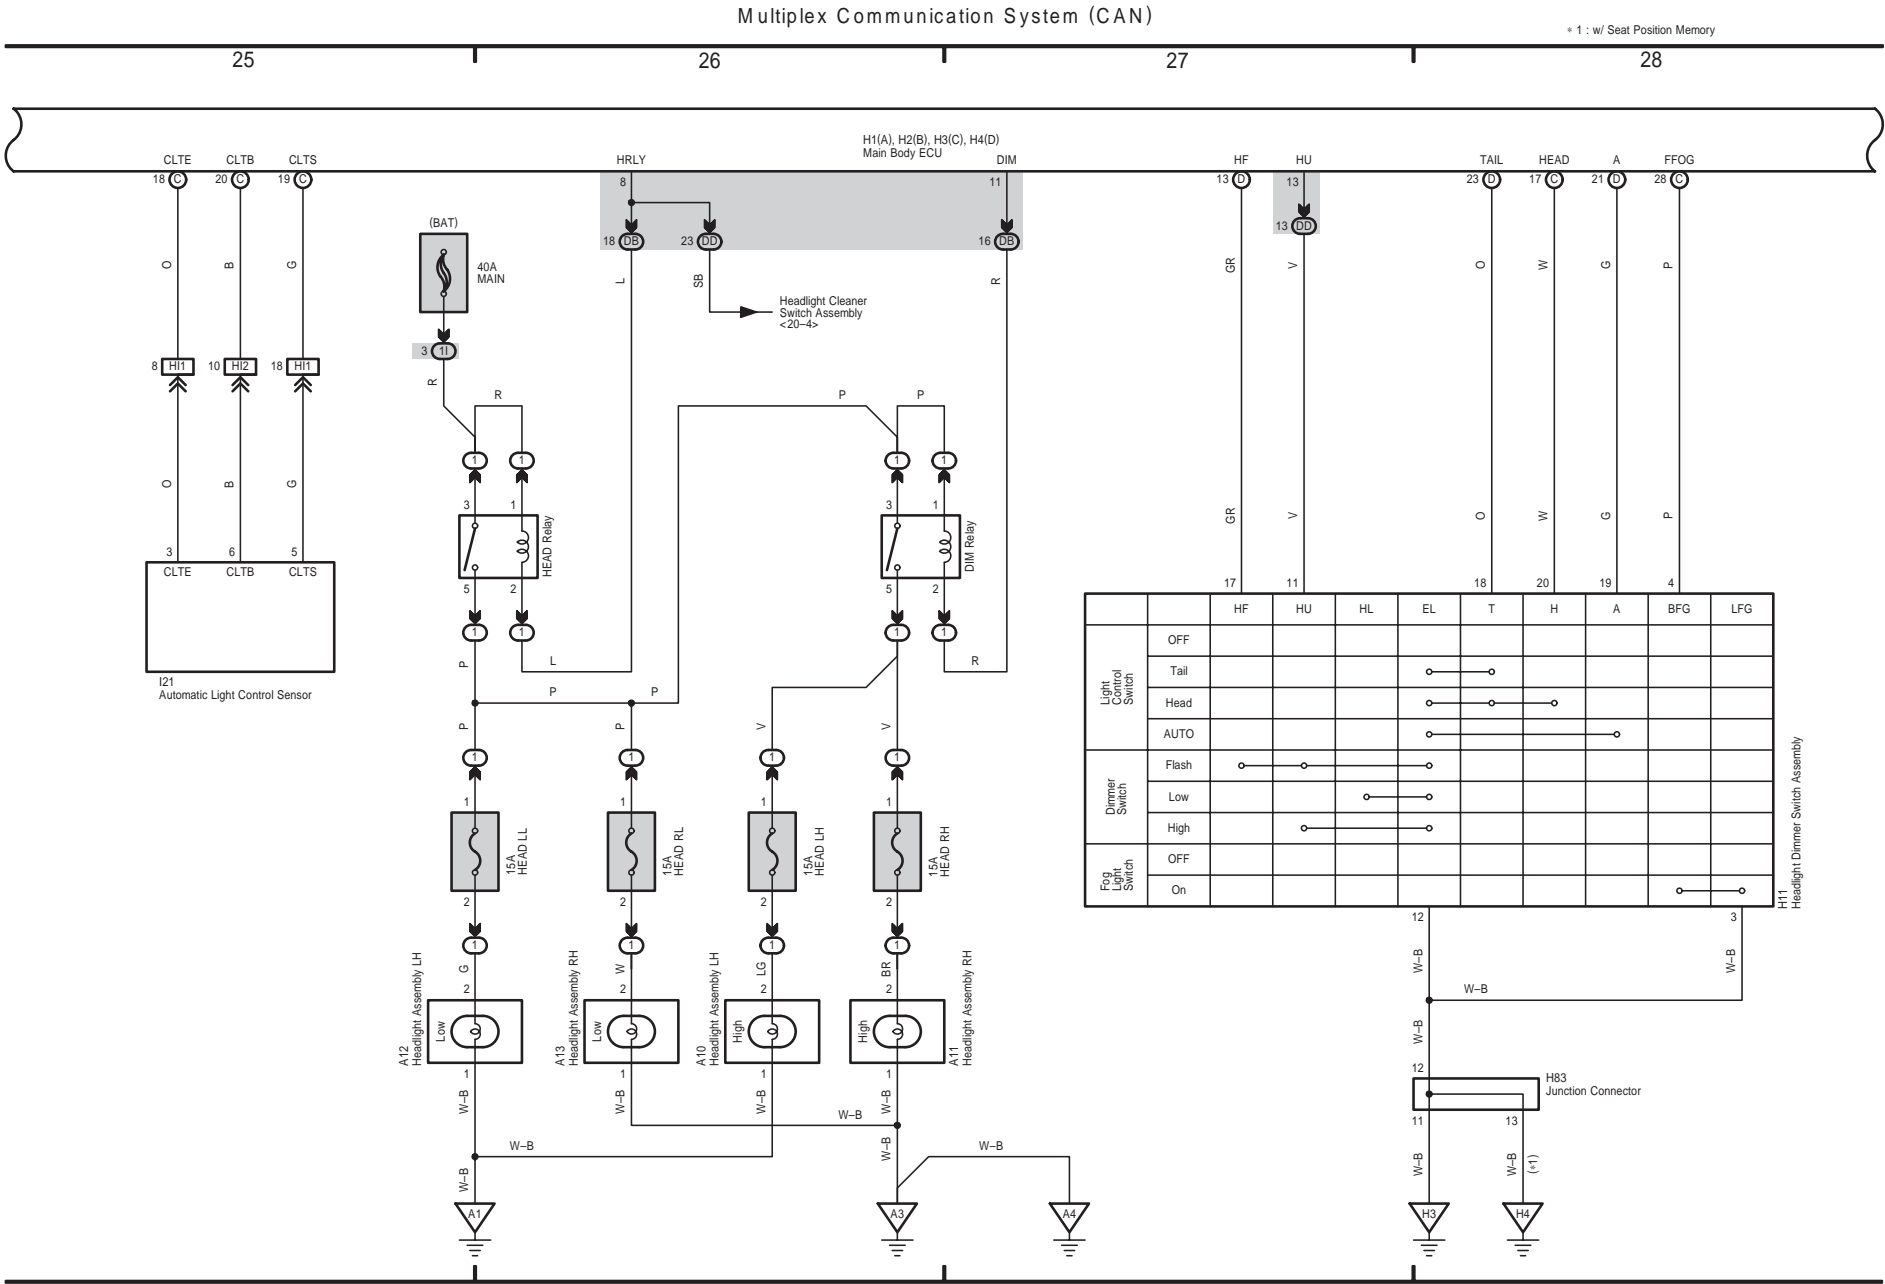 Multiplex Communication System (CAN)
∗ 1 : w/ Seat Position Memory
25 26 27 28
H1(A), H2(B), H3(C), H4(D)
Main Body ECU
CLTE CLTB CLTS HRLY DIM HF HU TAIL HEAD A FFOG
18 C 20 C 19 C 8 11 13 D 13 23 D 17 C 21 D 28 C
(BAT)
13 DD
18 DB 23 DD 16 DB
40A
MAIN
O B G L SB R GR V O W G P
Headlight Cleaner
Switch Assembly
<20–4>
3 1I
8 HI1 10 HI2 18 HI1
R
R P P
1 1 1 1
O B G
3 1 3 1
GR V O W G P
HEAD Relay
DIM Relay
3 6 5
CLTE CLTB CLTS
5 2 5 2
17 11 18 20 19 4
HF HU HL EL T H A BFG LFG
1 1 1 1
I21
Automatic Light Control Sensor
P L R
P P
P P V V
1 1 1 1
1 1 1 1
15A
HEAD LL
15A
HEAD RL
15A
HEAD LH
15A
HEAD RH
2 2 2 2
1 1 1 1
Light
Control
Switch
OFF
Tail
Head
AUTO
Dimmer
Switch
Flash
Low
High
Fog
Light
Switch
OFF
On
H11
Headlight Dimmer Switch Assembly
12 3
W–B W–B
W–B
W–B
G W LG BR
2 2 2 2
A12
Headlight Assembly LH
Low
A13
Headlight Assembly RH
Low
A10
Headlight Assembly LH
High
A11
Headlight Assembly RH
High
1 1 1 1
W–B W–B W–B W–B
W–B
W–B W–B W–B
W–B
12
H83
Junction Connector
11 13
W–B W–B
(∗1)
A1 A3 A4 H3 H4